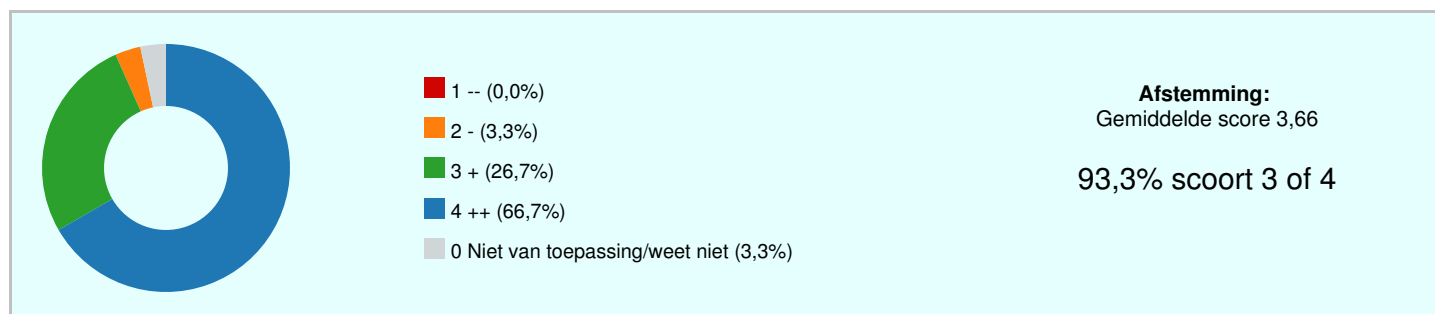 1 -- (0,0%)
2 - (3,3%)
3 + (26,7%)
4 ++ (66,7%)
0 Niet van toepassing/weet niet (3,3%)
Afstemming:
Gemiddelde score 3,66
93,3% scoort 3 of 4